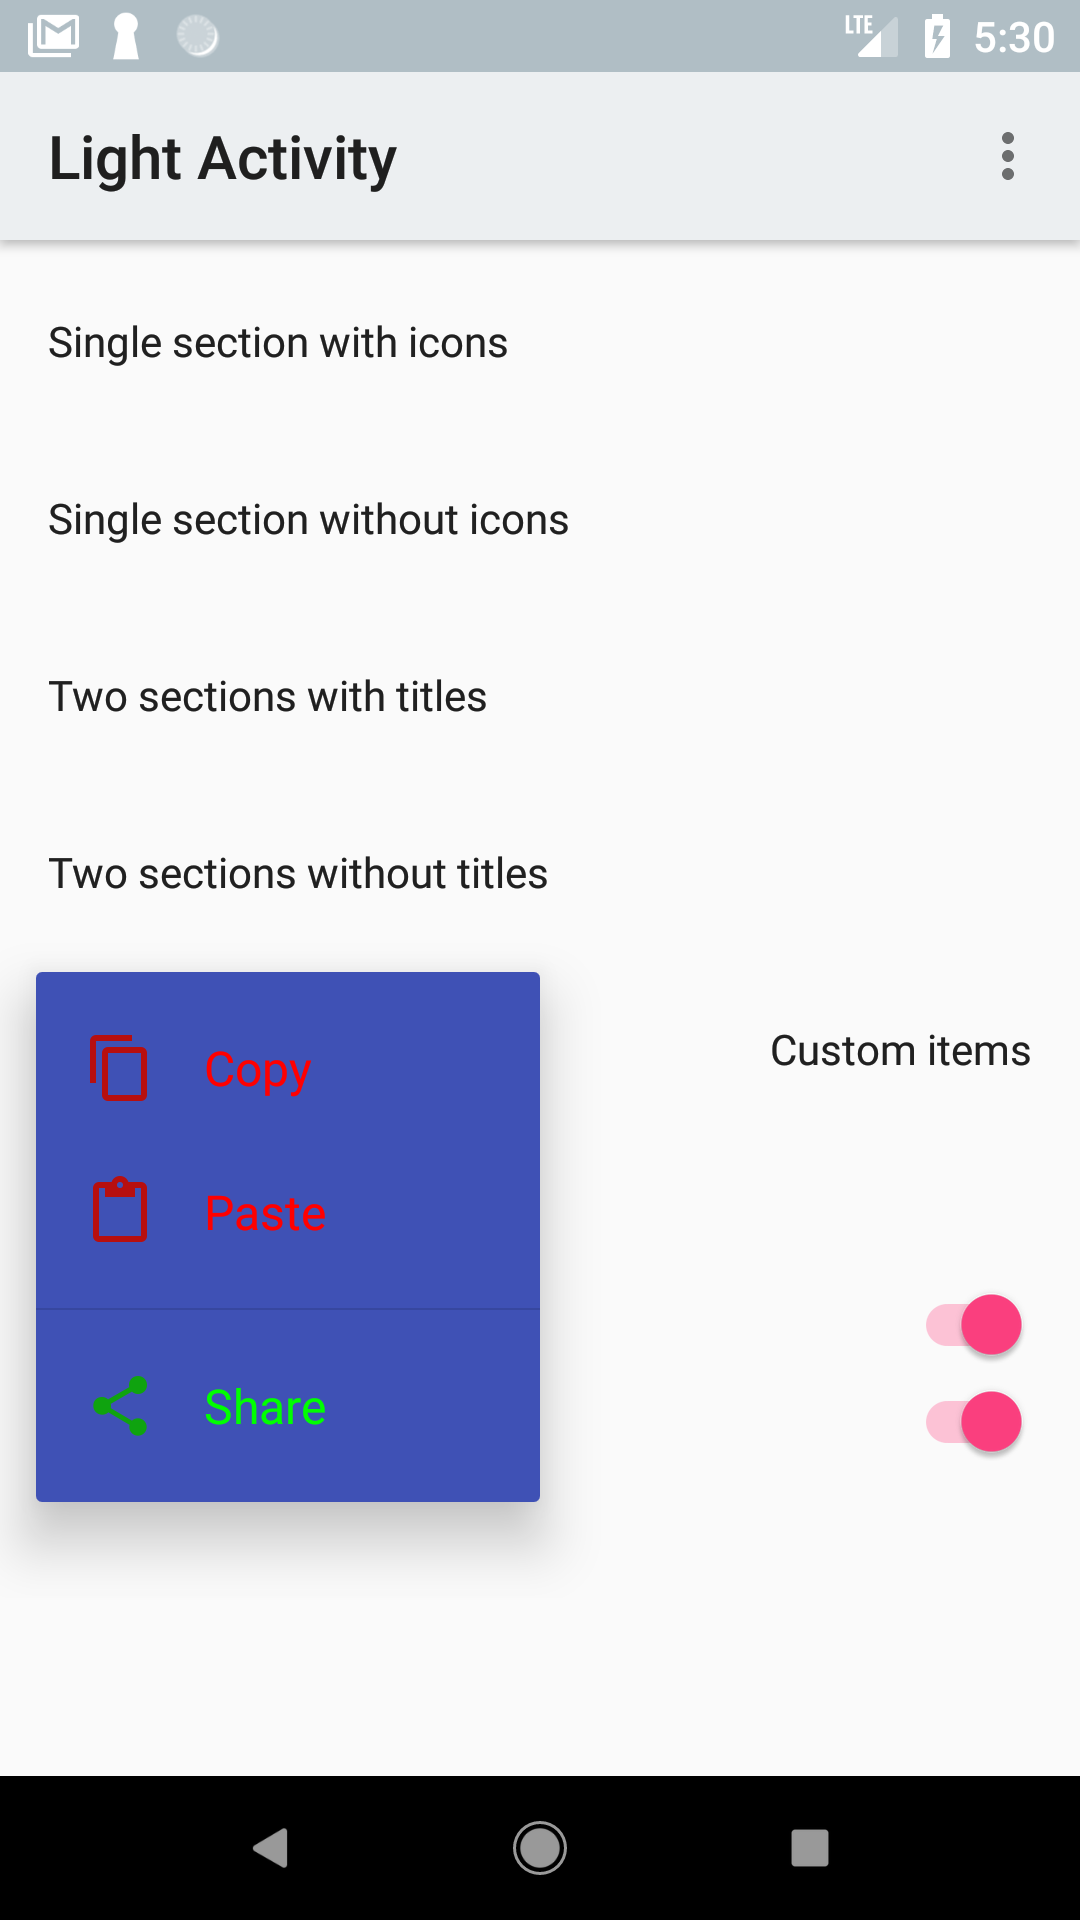 LTE 5:30
Light Activity
Single section with icons
Single section without icons
Two sections with titles
Two sections without titles
Custom items
Copy
Paste
Share